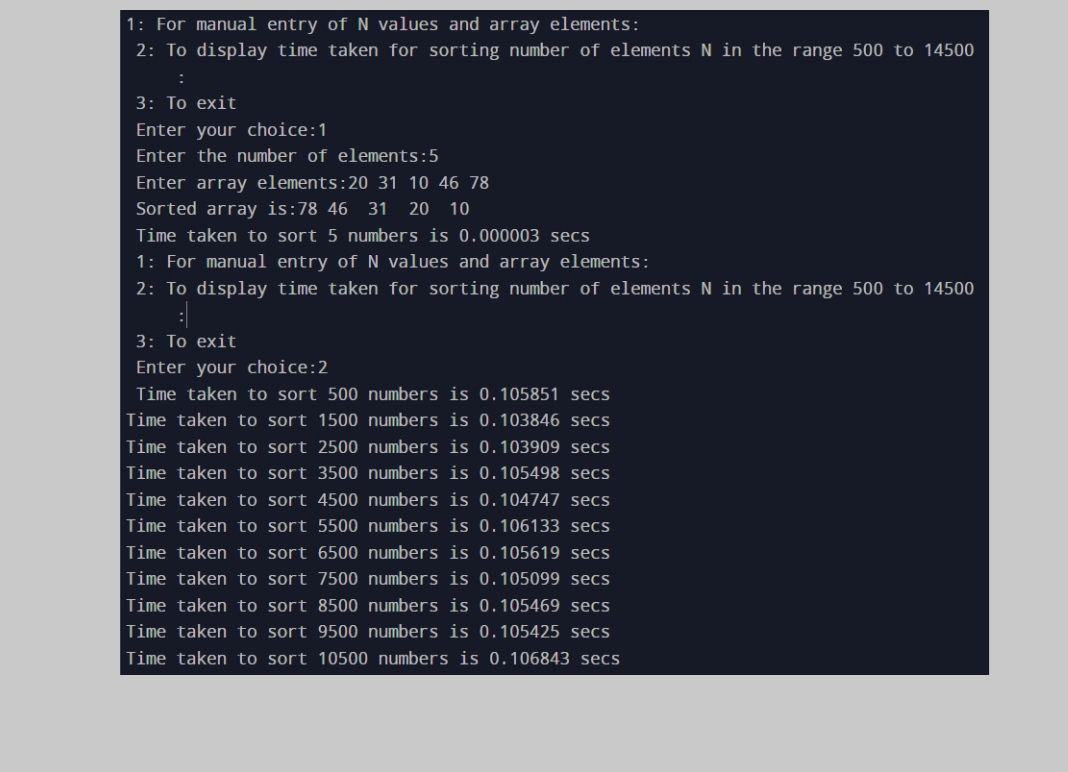 1: For manual entry of N values and array elements:
2: To display time taken for sorting number of elements N in the range 500 to 14500
:
3: To exit
Enter your choice:1
Enter the number of elements:5
Enter array elements:20 31 10 46 78
Sorted array is:78 46  31  20  10
Time taken to sort 5 numbers is 0.000003 secs
1: For manual entry of N values and array elements:
2: To display time taken for sorting number of elements N in the range 500 to 14500
:
3: To exit
Enter your choice:2
Time taken to sort 500 numbers is 0.105851 secs
Time taken to sort 1500 numbers is 0.103846 secs
Time taken to sort 2500 numbers is 0.103909 secs
Time taken to sort 3500 numbers is 0.105498 secs
Time taken to sort 4500 numbers is 0.104747 secs
Time taken to sort 5500 numbers is 0.106133 secs
Time taken to sort 6500 numbers is 0.105619 secs
Time taken to sort 7500 numbers is 0.105099 secs
Time taken to sort 8500 numbers is 0.105469 secs
Time taken to sort 9500 numbers is 0.105425 secs
Time taken to sort 10500 numbers is 0.106843 secs